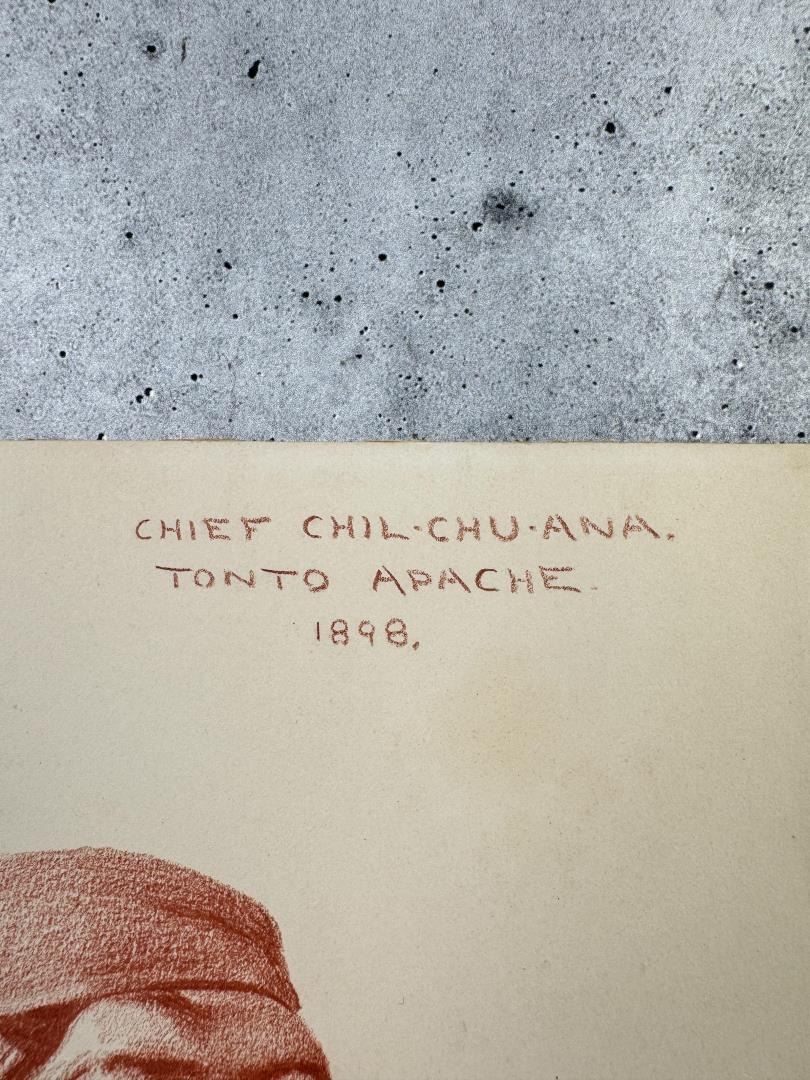 CHIEF CHIL-CHU-ANA.
TONTO APACHE.
1898.